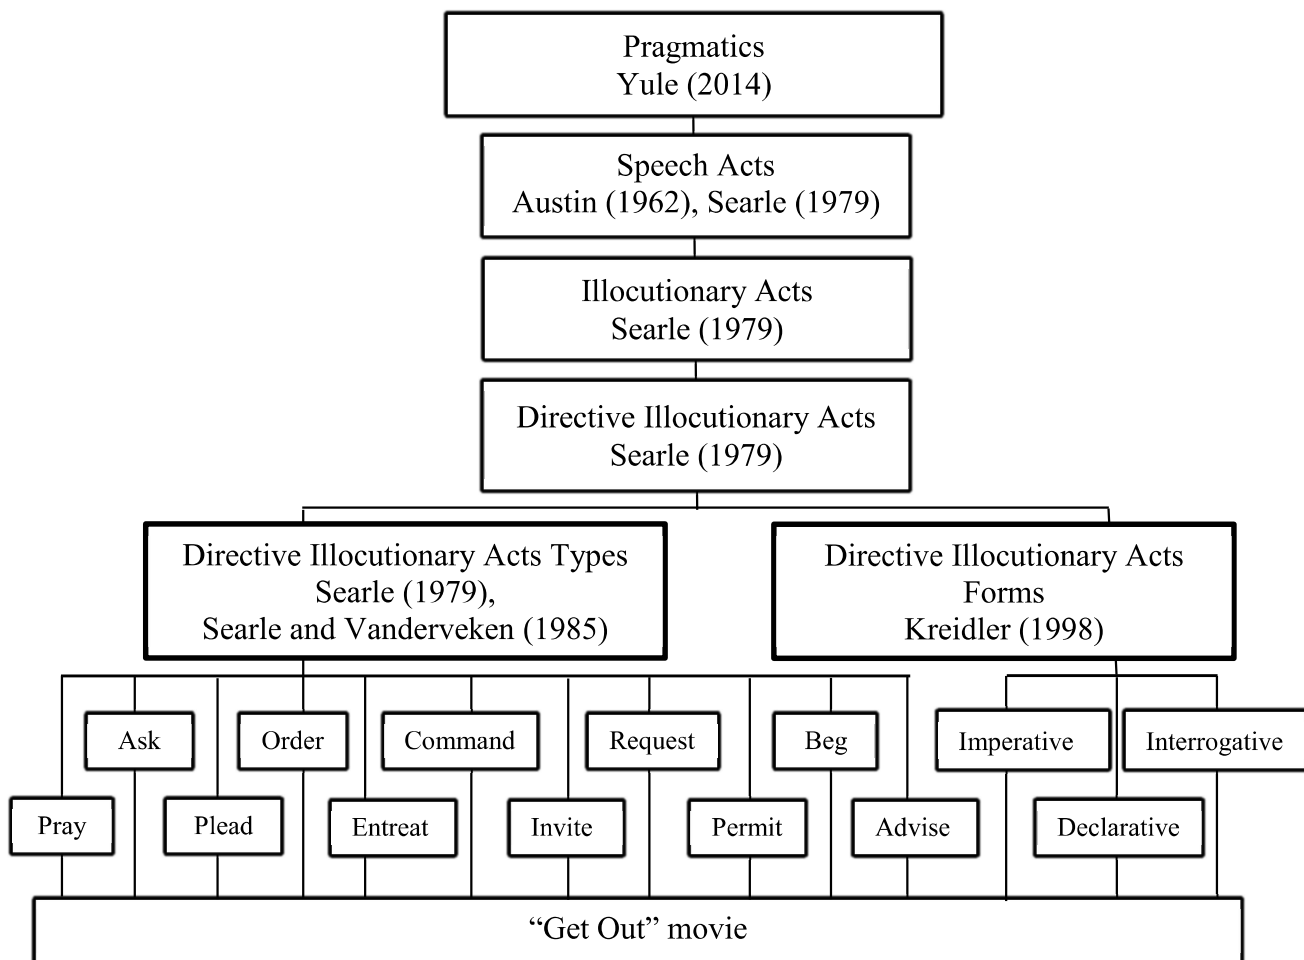 Pragmatics
Yule (2014)
Speech Acts
Austin (1962), Searle (1979)
Illocutionary Acts
Searle (1979)
Directive Illocutionary Acts
Searle (1979)
Directive Illocutionary Acts Types
Searle (1979),
Searle and Vanderveken (1985)
Directive Illocutionary Acts
Forms
Kreidler (1998)
Ask
Order
Command
Request
Beg
Imperative
Interrogative
Pray
Plead
Entreat
Invite
Permit
Advise
Declarative
“Get Out” movie